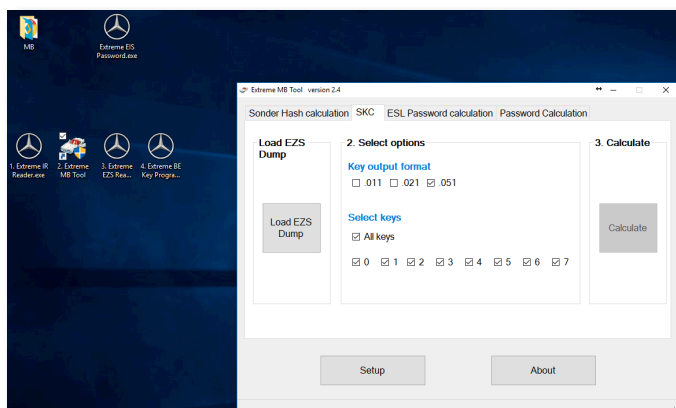 MB
Extreme EIS
Password.exe
1. Extreme IR
Reader.exe
2. Extreme
MB Tool
3. Extreme
EZS Rea...
4. Extreme BE
Key Progra...
Extreme MB Tool version 2.4
Sonder Hash calculation SKC ESL Password calculation Password Calculation
Load EZS
Dump
Load EZS
Dump
2. Select options
Key output format
.011 .021 .051
Select keys
All keys
0 1 2 3 4 5 6 7
3. Calculate
Calculate
Setup
About